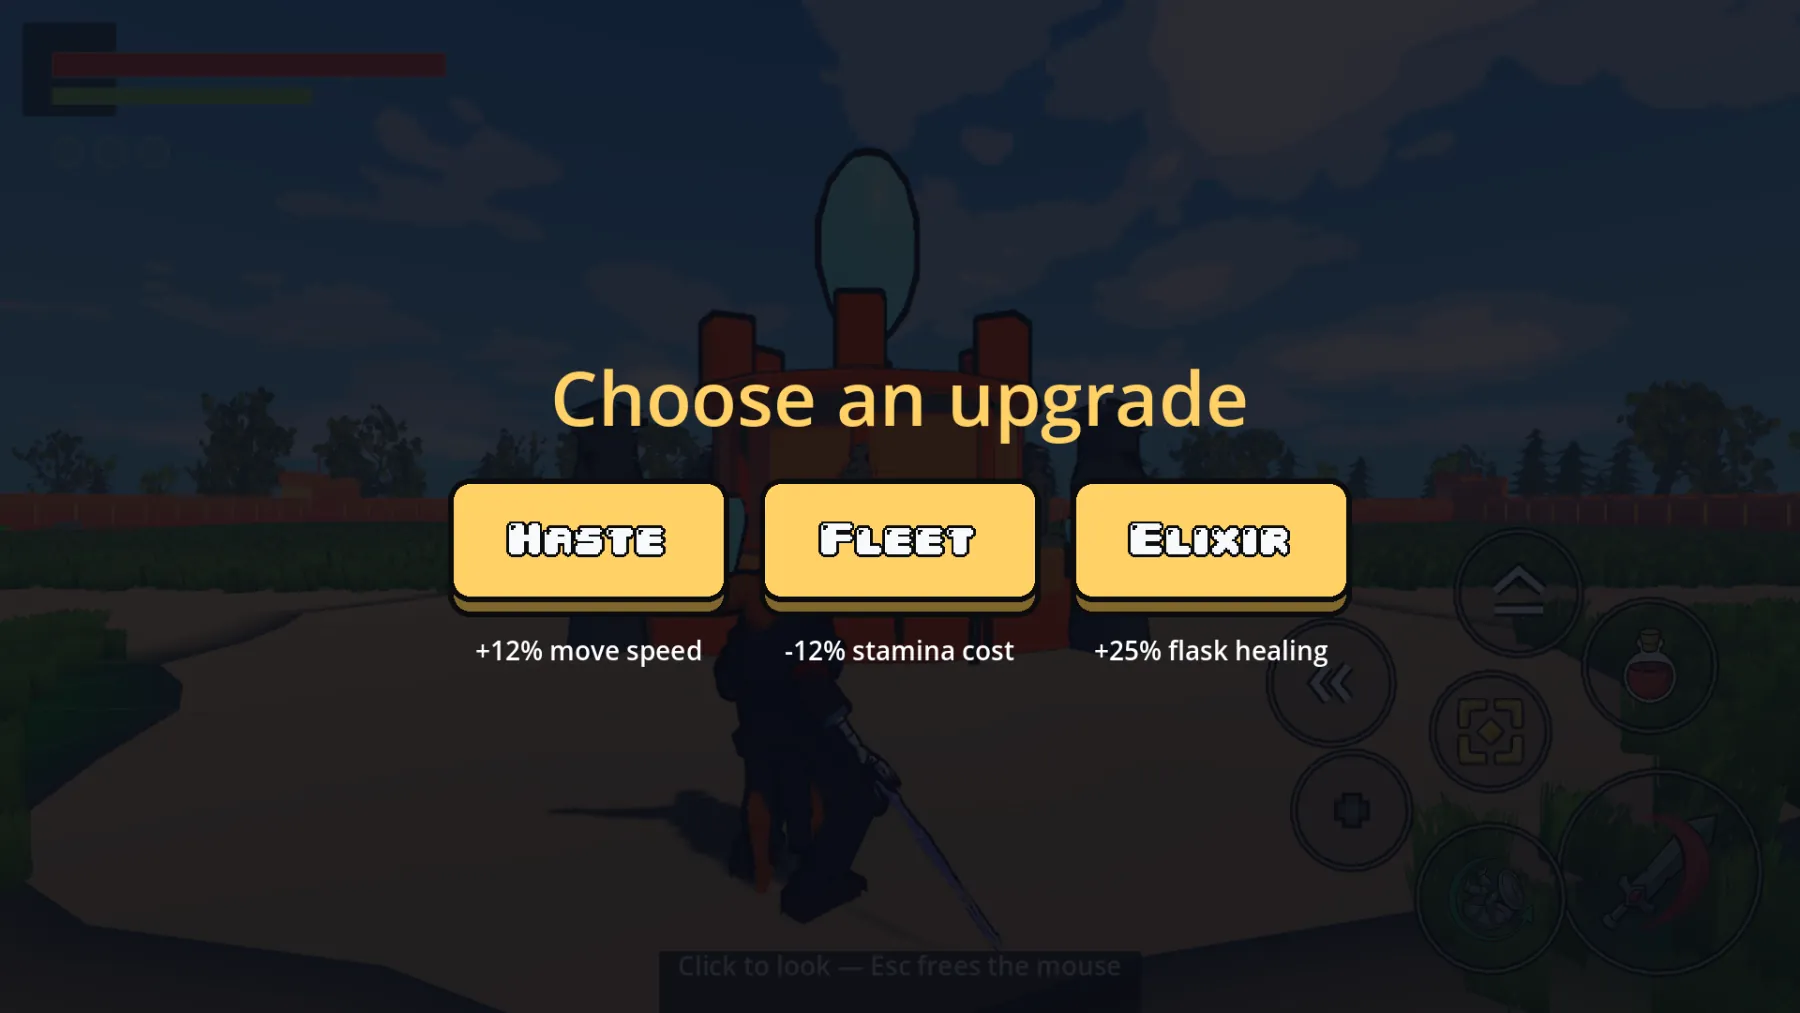 Choose an upgrade
Haste
Fleet
Elixir
+12% move speed
-12% stamina cost
+25% flask healing
Click to look — Esc frees the mouse